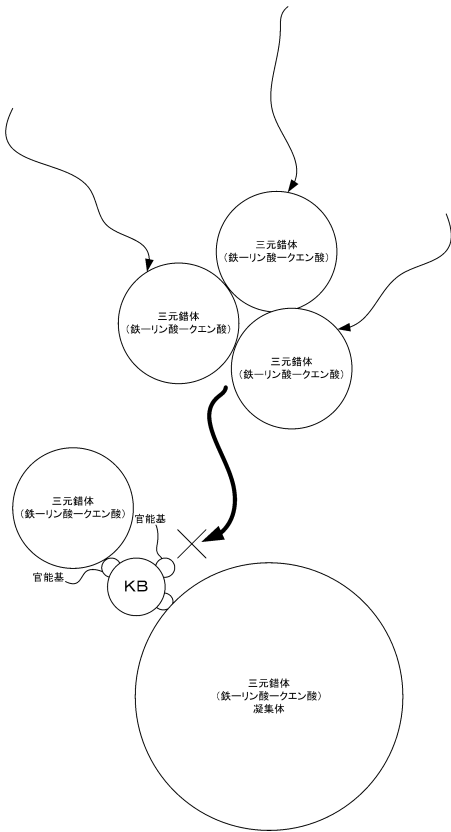 三元錯体
（鉄ーリン酸ークエン酸）
三元錯体
（鉄ーリン酸ークエン酸）
三元錯体
（鉄ーリン酸ークエン酸）
三元錯体
（鉄ーリン酸ークエン酸）
官能基
官能基
KB
三元錯体
（鉄ーリン酸ークエン酸）
凝集体